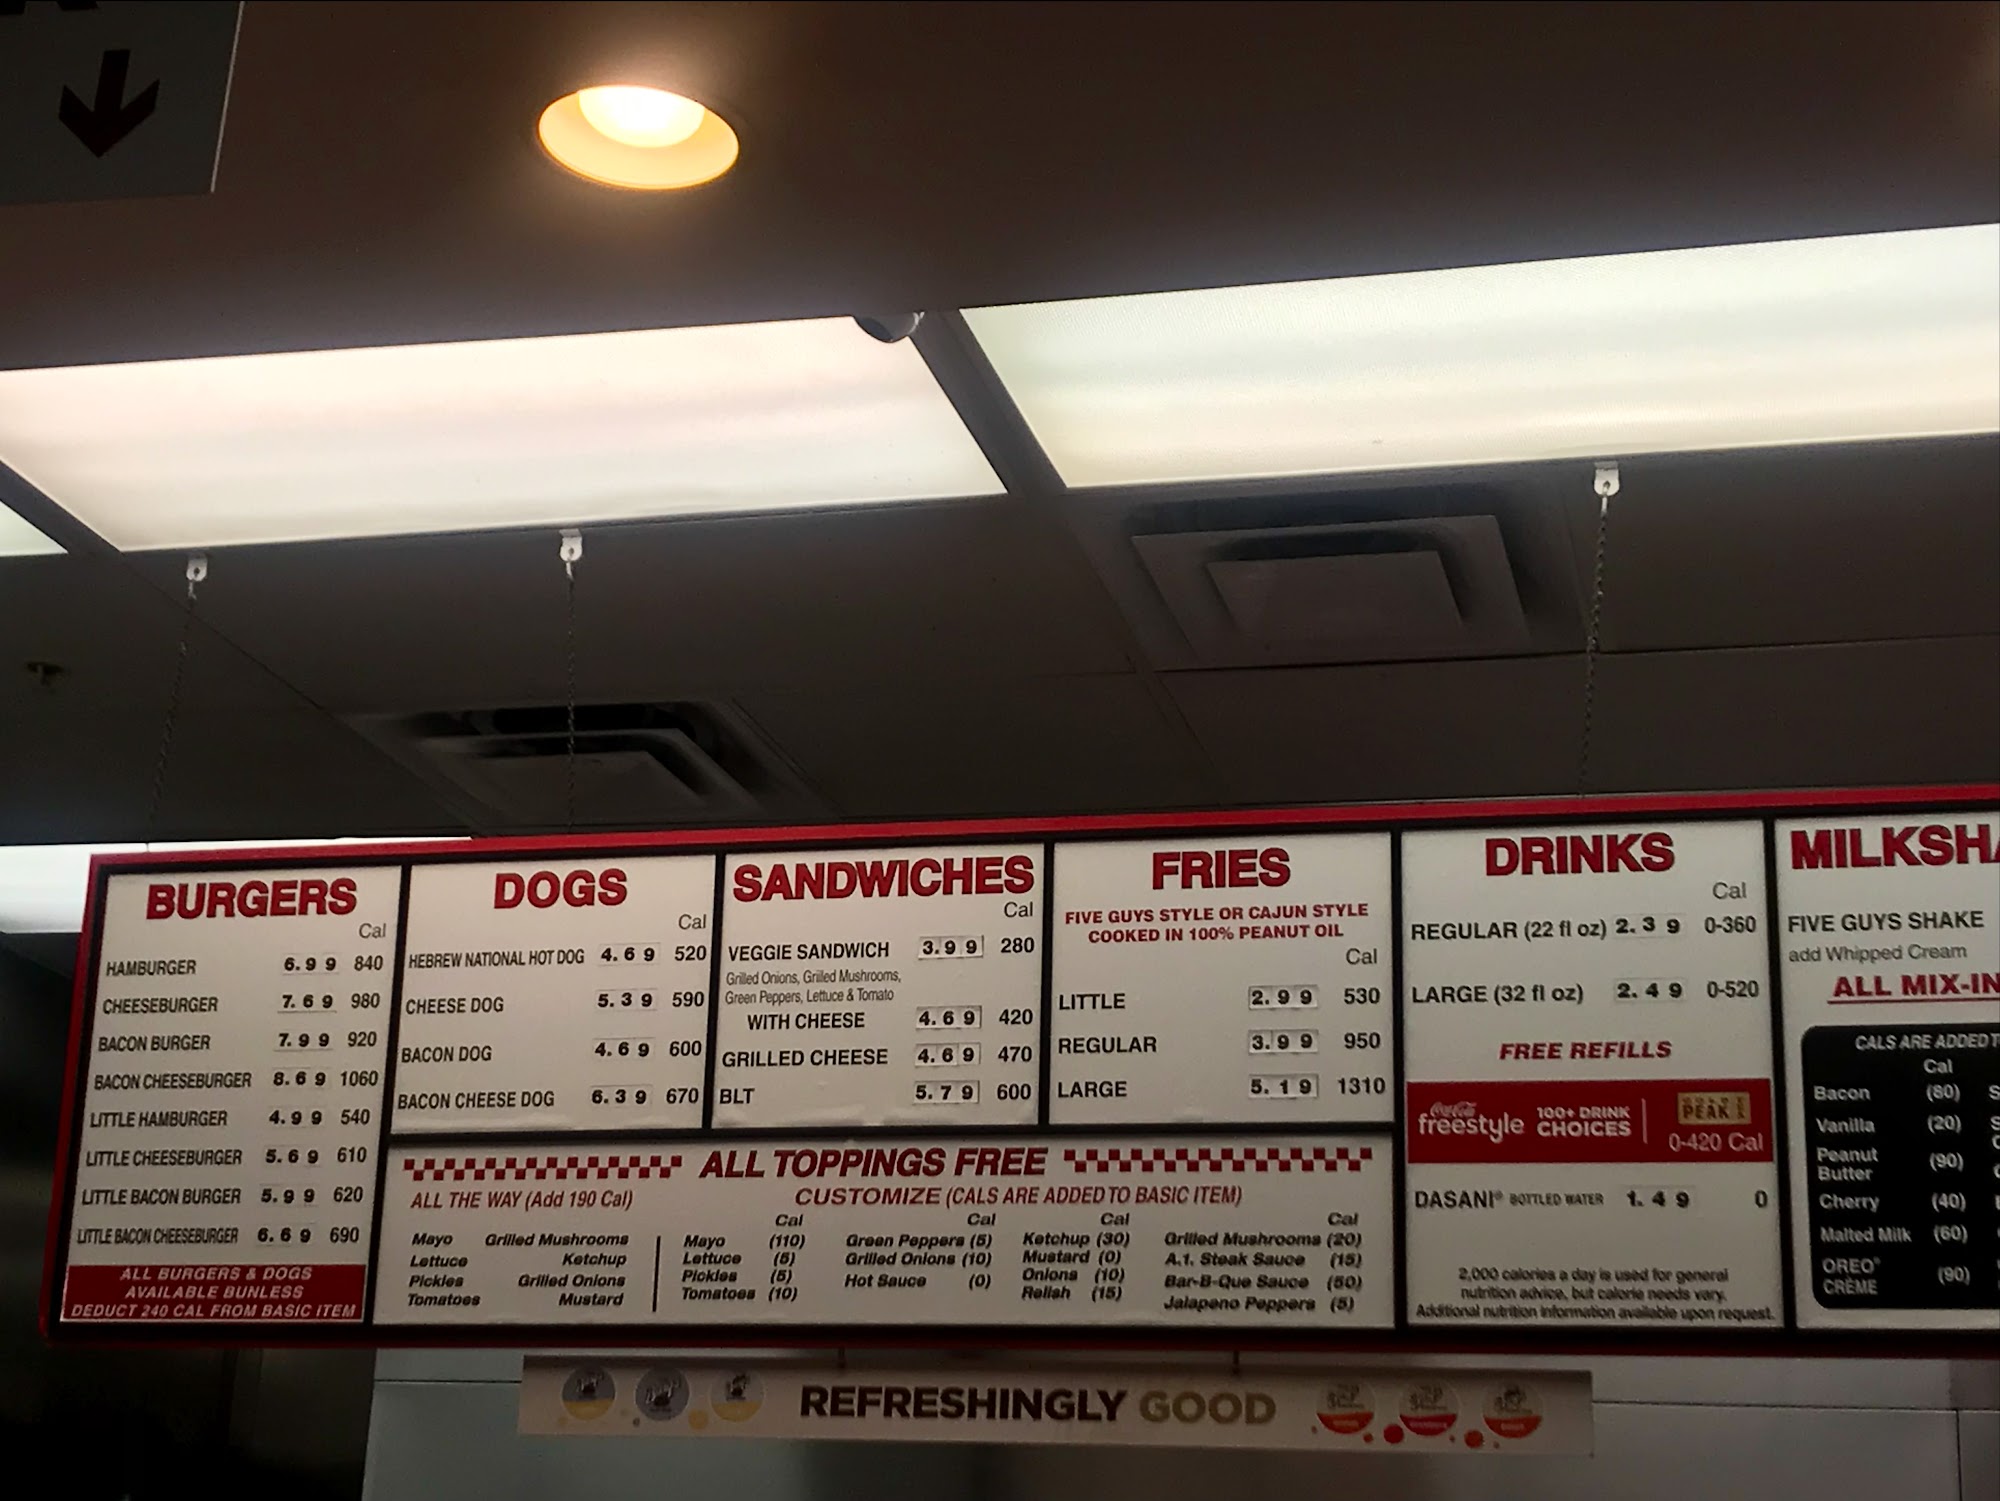 BURGERS
Cal
HAMBURGER 6.99 840
CHEESEBURGER 7.69 980
BACON BURGER 7.99 920
BACON CHEESEBURGER 8.69 1060
LITTLE HAMBURGER 4.99 540
LITTLE CHEESEBURGER 5.69 610
LITTLE BACON BURGER 5.99 620
LITTLE BACON CHEESEBURGER 6.69 690
ALL BURGERS & DOGS
AVAILABLE BUNLESS
DEDUCT 240 CAL FROM BASIC ITEM
DOGS
Cal
HEBREW NATIONAL HOT DOG 4.69 520
CHEESE DOG 5.39 590
BACON DOG 4.69 600
BACON CHEESE DOG 6.39 670
SANDWICHES
Cal
VEGGIE SANDWICH 3.99 280
Grilled Onions, Grilled Mushrooms,
Green Peppers, Lettuce & Tomato
WITH CHEESE 4.69 420
GRILLED CHEESE 4.69 470
BLT 5.79 600
FRIES
FIVE GUYS STYLE OR CAJUN STYLE
COOKED IN 100% PEANUT OIL
Cal
LITTLE 2.99 530
REGULAR 3.99 950
LARGE 5.19 1310
ALL TOPPINGS FREE
ALL THE WAY (Add 190 Cal)
Mayo Grilled Mushrooms
Lettuce Ketchup
Pickles Grilled Onions
Tomatoes Mustard
CUSTOMIZE (CALS ARE ADDED TO BASIC ITEM)
Cal Cal Cal Cal
Mayo (110) Green Peppers (5) Ketchup (30) Grilled Mushrooms (20)
Lettuce (5) Grilled Onions (10) Mustard (0) A.1. Steak Sauce (15)
Pickles (5) Hot Sauce (0) Onions (10) Bar-B-Que Sauce (50)
Tomatoes (10) Relish (15) Jalapeno Peppers (5)
DRINKS
Cal
REGULAR (22 fl oz) 2.39 0-360
LARGE (32 fl oz) 2.49 0-520
FREE REFILLS
Coca-Cola
freestyle
100+ DRINK
CHOICES
GOLD
PEAK
0-420 Cal
DASANI® BOTTLED WATER 1.49 0
2,000 calories a day is used for general
nutrition advice, but calorie needs vary.
Additional nutrition information available upon request.
MILKSHA
FIVE GUYS SHAKE
add Whipped Cream
ALL MIX-IN
CALS ARE ADDED T
Cal
Bacon (80) S
Vanilla (20)
Peanut
Butter (90)
Cherry (40)
Malted Milk (60)
OREO®
CRÈME (90)
REFRESHINGLY GOOD